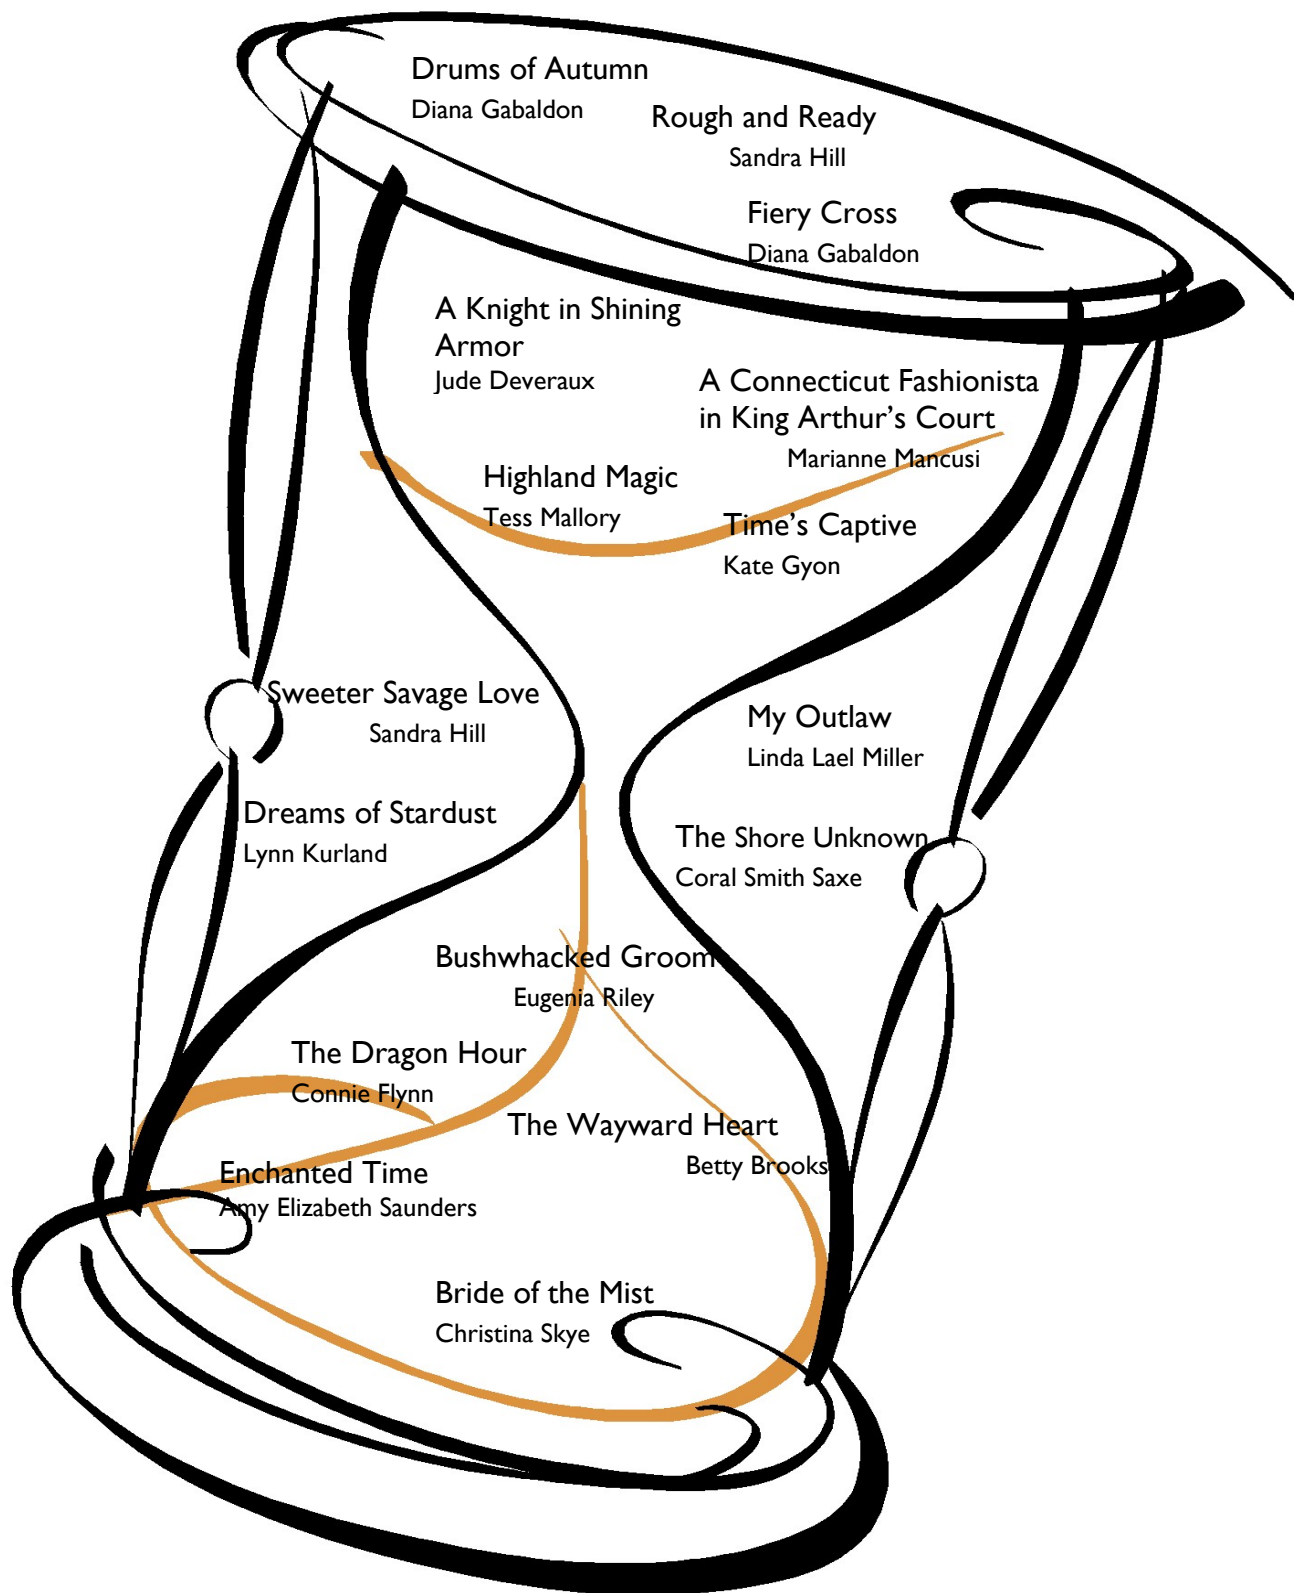 Drums of Autumn
Diana Gabaldon
Rough and Ready
Sandra Hill
Fiery Cross
Diana Gabaldon
A Knight in Shining
Armor
Jude Deveraux
A Connecticut Fashionista
in King Arthur's Court
Marianne Mancusi
Highland Magic
Tess Mallory
Time's Captive
Kate Gyon
Sweeter Savage Love
Sandra Hill
My Outlaw
Linda Lael Miller
Dreams of Stardust
Lynn Kurland
The Shore Unknown
Coral Smith Saxe
Bushwhacked Groom
Eugenia Riley
The Dragon Hour
Connie Flynn
The Wayward Heart
Betty Brooks
Enchanted Time
Amy Elizabeth Saunders
Bride of the Mist
Christina Skye